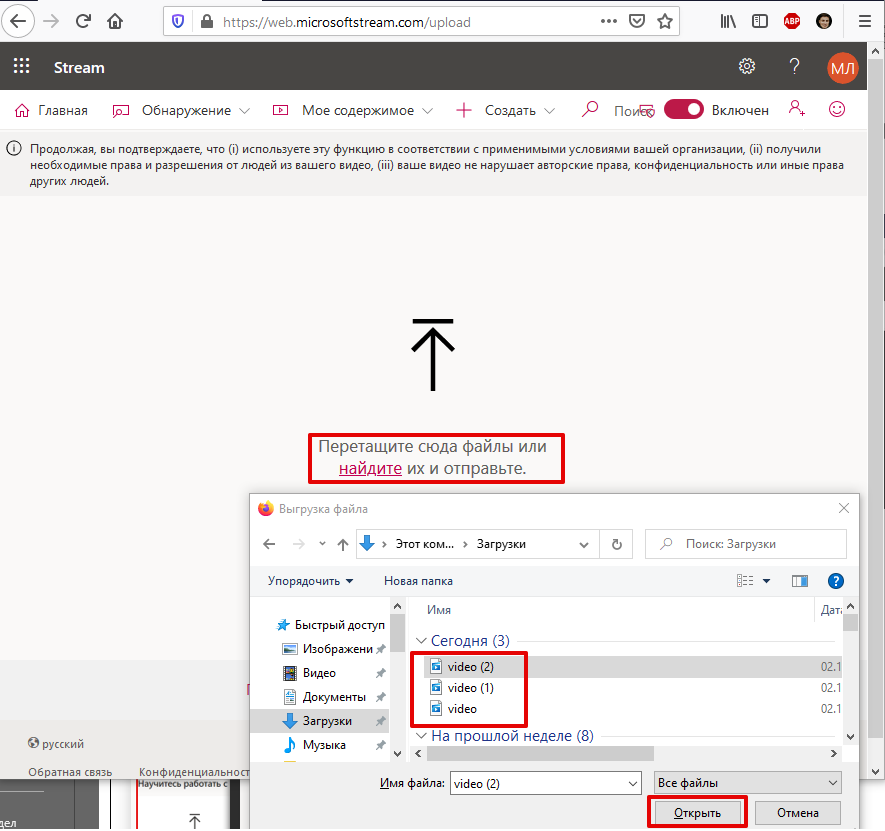 https://web.microsoftstream.com/upload
ABP
Stream
?
МЛ
Главная
Обнаружение
Мое содержимое
Создать
Включен
Продолжая, вы подтверждаете, что (i) используете эту функцию в соответствии с применимыми условиями вашей организации, (ii) получили
необходимые права и разрешения от людей из вашего видео, (iii) ваше видео не нарушает авторские права, конфиденциальность или иные права
других людей.
Перетащите сюда файлы или
найдите их и отправьте.
Выгрузка файла
Этот ком...
Загрузки
Поиск: Загрузки
Упорядочить
Новая папка
?
Имя
Быстрый доступ
Сегодня (3)
Изображени
video (2)
02.1
Видео
video (1)
02.1
Документы
video
02.1
Загрузки
На прошлой неделе (8)
Музыка
русский
Имя файла:
video (2)
Все файлы
Обратная связь
Конфиденциальност
Научитесь работать с
Открыть
Отмена